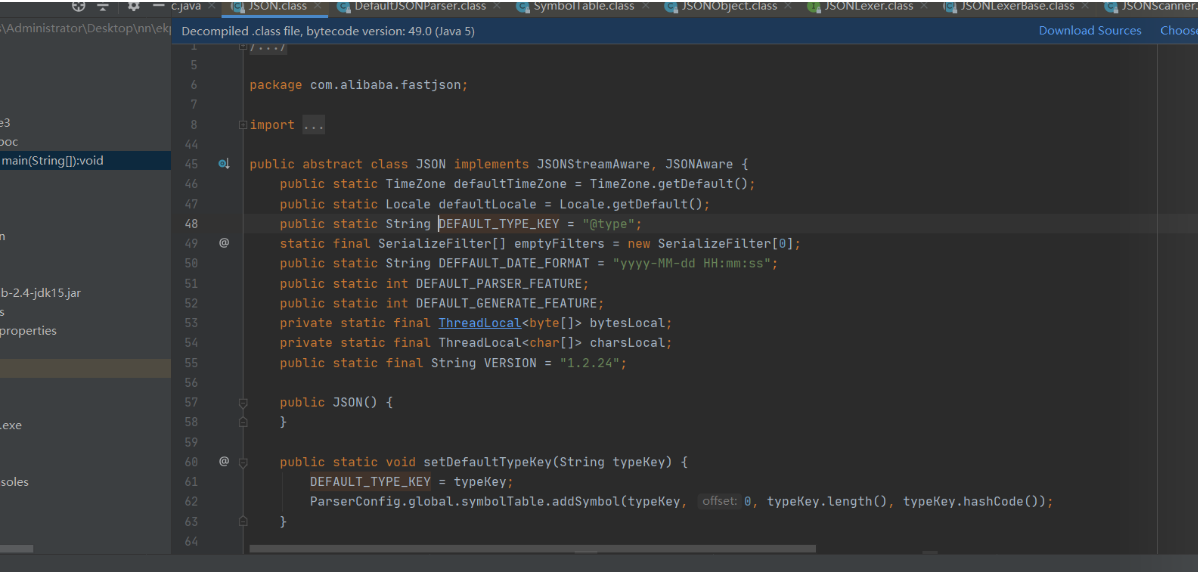 c.java JSON.class DefaultJSONParser.class SymbolTable.class JSONObject.class JSONLexer.class JSONLexerBase.class JSONScanner.
s\Administrator\Desktop\nn\ek
Decompiled .class file, bytecode version: 49.0 (Java 5) Download Sources Choose
1 /.../
5
6 package com.alibaba.fastjson;
7
e3
8 import ...
poc
44
main(String[]):void
45 public abstract class JSON implements JSONStreamAware, JSONAware {
46 public static TimeZone defaultTimeZone = TimeZone.getDefault();
47 public static Locale defaultLocale = Locale.getDefault();
48 public static String DEFAULT_TYPE_KEY = "@type";
n
49 @ static final SerializeFilter[] emptyFilters = new SerializeFilter[0];
50 public static String DEFFAULT_DATE_FORMAT = "yyyy-MM-dd HH:mm:ss";
51 public static int DEFAULT_PARSER_FEATURE;
b-2.4-jdk15.jar
52 public static int DEFAULT_GENERATE_FEATURE;
s
53 private static final ThreadLocal<byte[]> bytesLocal;
properties
54 private static final ThreadLocal<char[]> charsLocal;
55 public static final String VERSION = "1.2.24";
56
57 public JSON() {
58 }
.exe
59
60 @ public static void setDefaultTypeKey(String typeKey) {
61 DEFAULT_TYPE_KEY = typeKey;
soles
62 ParserConfig.global.symbolTable.addSymbol(typeKey, offset: 0, typeKey.length(), typeKey.hashCode());
63 }
64